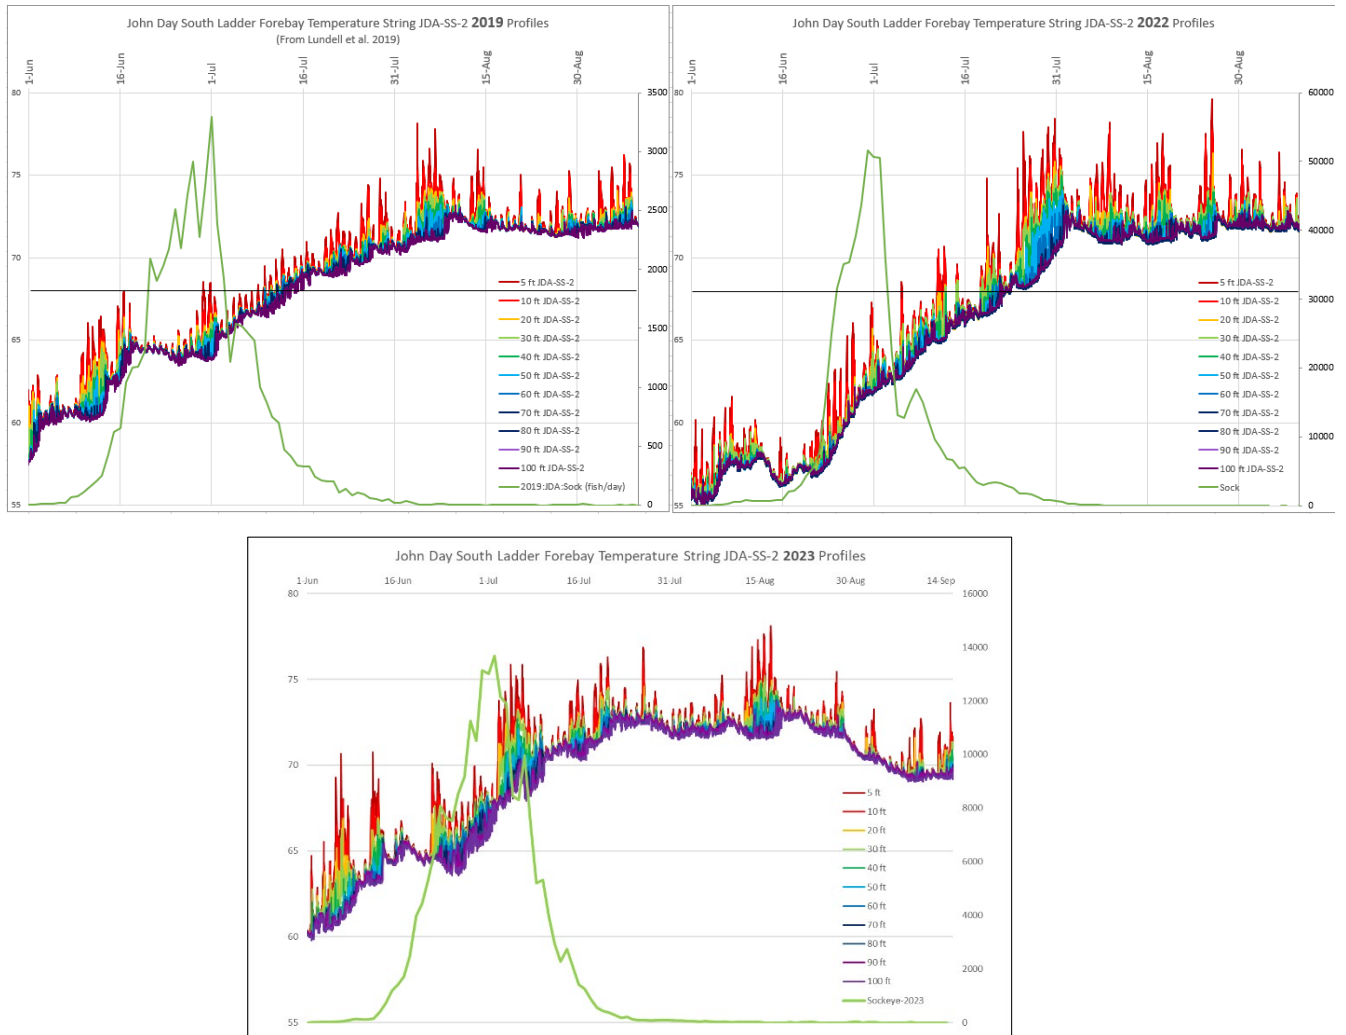 John Day South Ladder Forebay Temperature String JDA-SS-2 2019 Profiles
(From Lundell et al. 2019)
1-Jun 16-Jun 1-Jul 16-Jul 31-Jul 15-Aug 30-Aug
80 3500
3000
75
2500
70
2000
65 1500
1000
60
500
55 0
5 ft JDA-SS-2
10 ft JDA-SS-2
20 ft JDA-SS-2
30 ft JDA-SS-2
40 ft JDA-SS-2
50 ft JDA-SS-2
60 ft JDA-SS-2
70 ft JDA-SS-2
80 ft JDA-SS-2
90 ft JDA-SS-2
100 ft JDA-SS-2
2019:JDA:Sock (fish/day)
John Day South Ladder Forebay Temperature String JDA-SS-2 2022 Profiles
1-Jun 16-Jun 1-Jul 16-Jul 31-Jul 15-Aug 30-Aug
80 60000
50000
75
40000
70
30000
65
20000
60
10000
55 0
5 ft JDA-SS-2
10 ft JDA-SS-2
20 ft JDA-SS-2
30 ft JDA-SS-2
40 ft JDA-SS-2
50 ft JDA-SS-2
60 ft JDA-SS-2
70 ft JDA-SS-2
80 ft JDA-SS-2
90 ft JDA-SS-2
100 ft JDA-SS-2
Sock
John Day South Ladder Forebay Temperature String JDA-SS-2 2023 Profiles
1-Jun 16-Jun 1-Jul 16-Jul 31-Jul 15-Aug 30-Aug 14-Sep
80 16000
14000
75
12000
70 10000
8000
65
6000
60 4000
2000
55 0
5 ft
10 ft
20 ft
30 ft
40 ft
50 ft
60 ft
70 ft
80 ft
90 ft
100 ft
Sockeye-2023